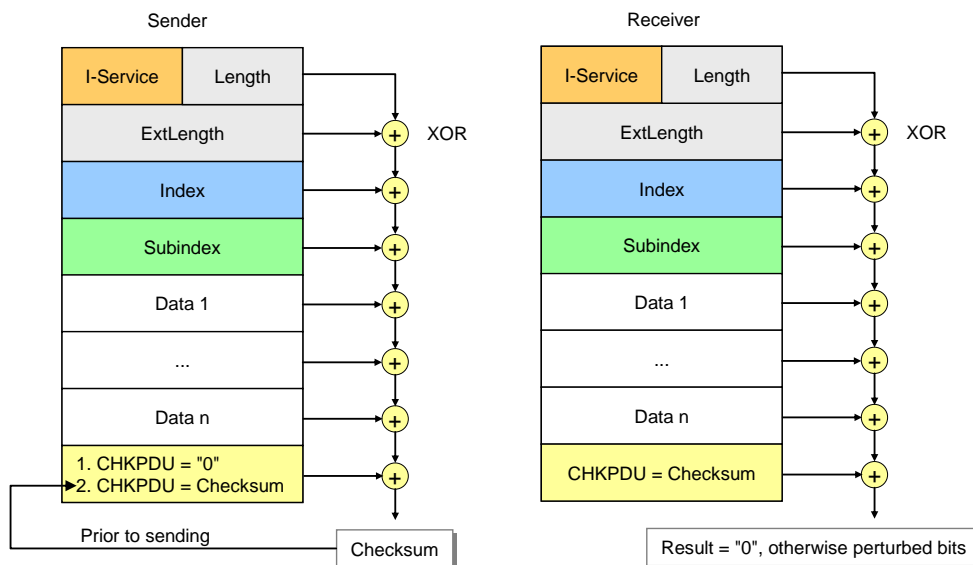 Sender
I-Service
Length
ExtLength
XOR
Index
Subindex
Data 1
...
Data n
1. CHKPDU = "0"
2. CHKPDU = Checksum
Prior to sending
Checksum
Receiver
I-Service
Length
ExtLength
XOR
Index
Subindex
Data 1
...
Data n
CHKPDU = Checksum
Result = "0", otherwise perturbed bits